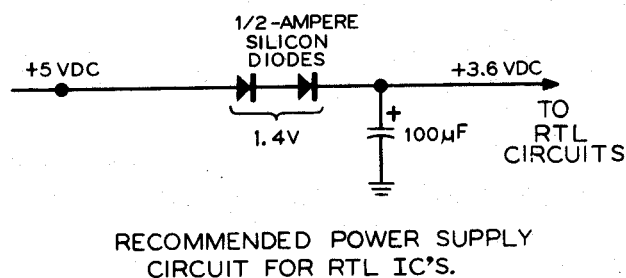 1/2-AMPERE
SILICON
DIODES
+5 VDC
+3.6 VDC
1.4V
+
100µF
TO
RTL
CIRCUITS
RECOMMENDED POWER SUPPLY
CIRCUIT FOR RTL IC'S.